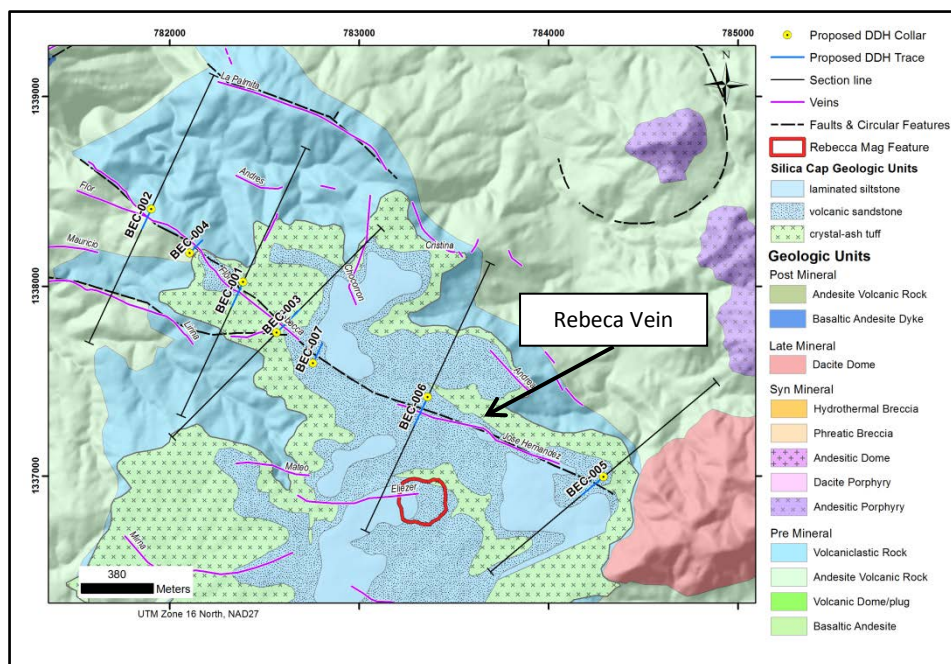 782000
783000
784000
785000
1339000
1338000
1337000
La Palmita
Andres
Flor
BEC-002
BEC-004
Mauricio
BEC-001
Flor
Chocorron
Cristina
BEC-003
Becca
BEC-007
Rebeca Vein
Andres
BEC-006
Jose Hernandez
BEC-005
Mateo
Eliezer
380
Meters
UTM Zone 16 North, NAD27
N
Proposed DDH Collar
Proposed DDH Trace
Section line
Veins
Faults & Circular Features
Rebecca Mag Feature
Silica Cap Geologic Units
laminated siltstone
volcanic sandstone
crystal-ash tuff
Geologic Units
Post Mineral
Andesite Volcanic Rock
Basaltic Andesite Dyke
Late Mineral
Dacite Dome
Syn Mineral
Hydrothermal Breccia
Phreatic Breccia
Andesitic Dome
Dacite Porphyry
Andesitic Porphyry
Pre Mineral
Volcaniclastic Rock
Andesite Volcanic Rock
Volcanic Dome/plug
Basaltic Andesite